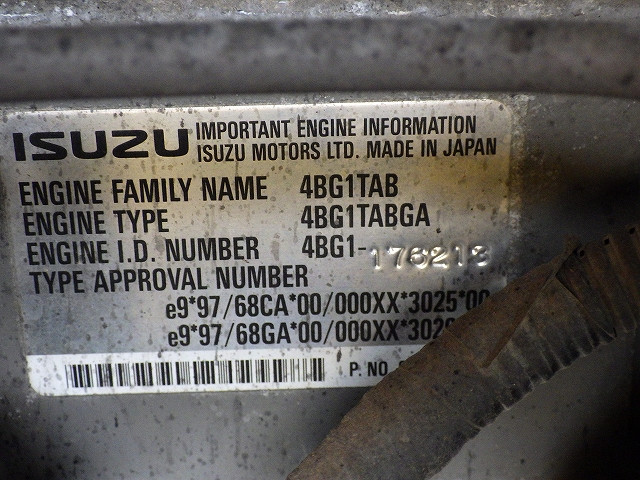 ISUZU IMPORTANT ENGINE INFORMATION
ISUZU MOTORS LTD. MADE IN JAPAN
ENGINE FAMILY NAME 4BG1TAB
ENGINE TYPE 4BG1TABGA
ENGINE I.D. NUMBER 4BG1-176213
TYPE APPROVAL NUMBER
e9*97/68CA*00/000XX*3025*00
e9*97/68GA*00/000XX*302
P. NO